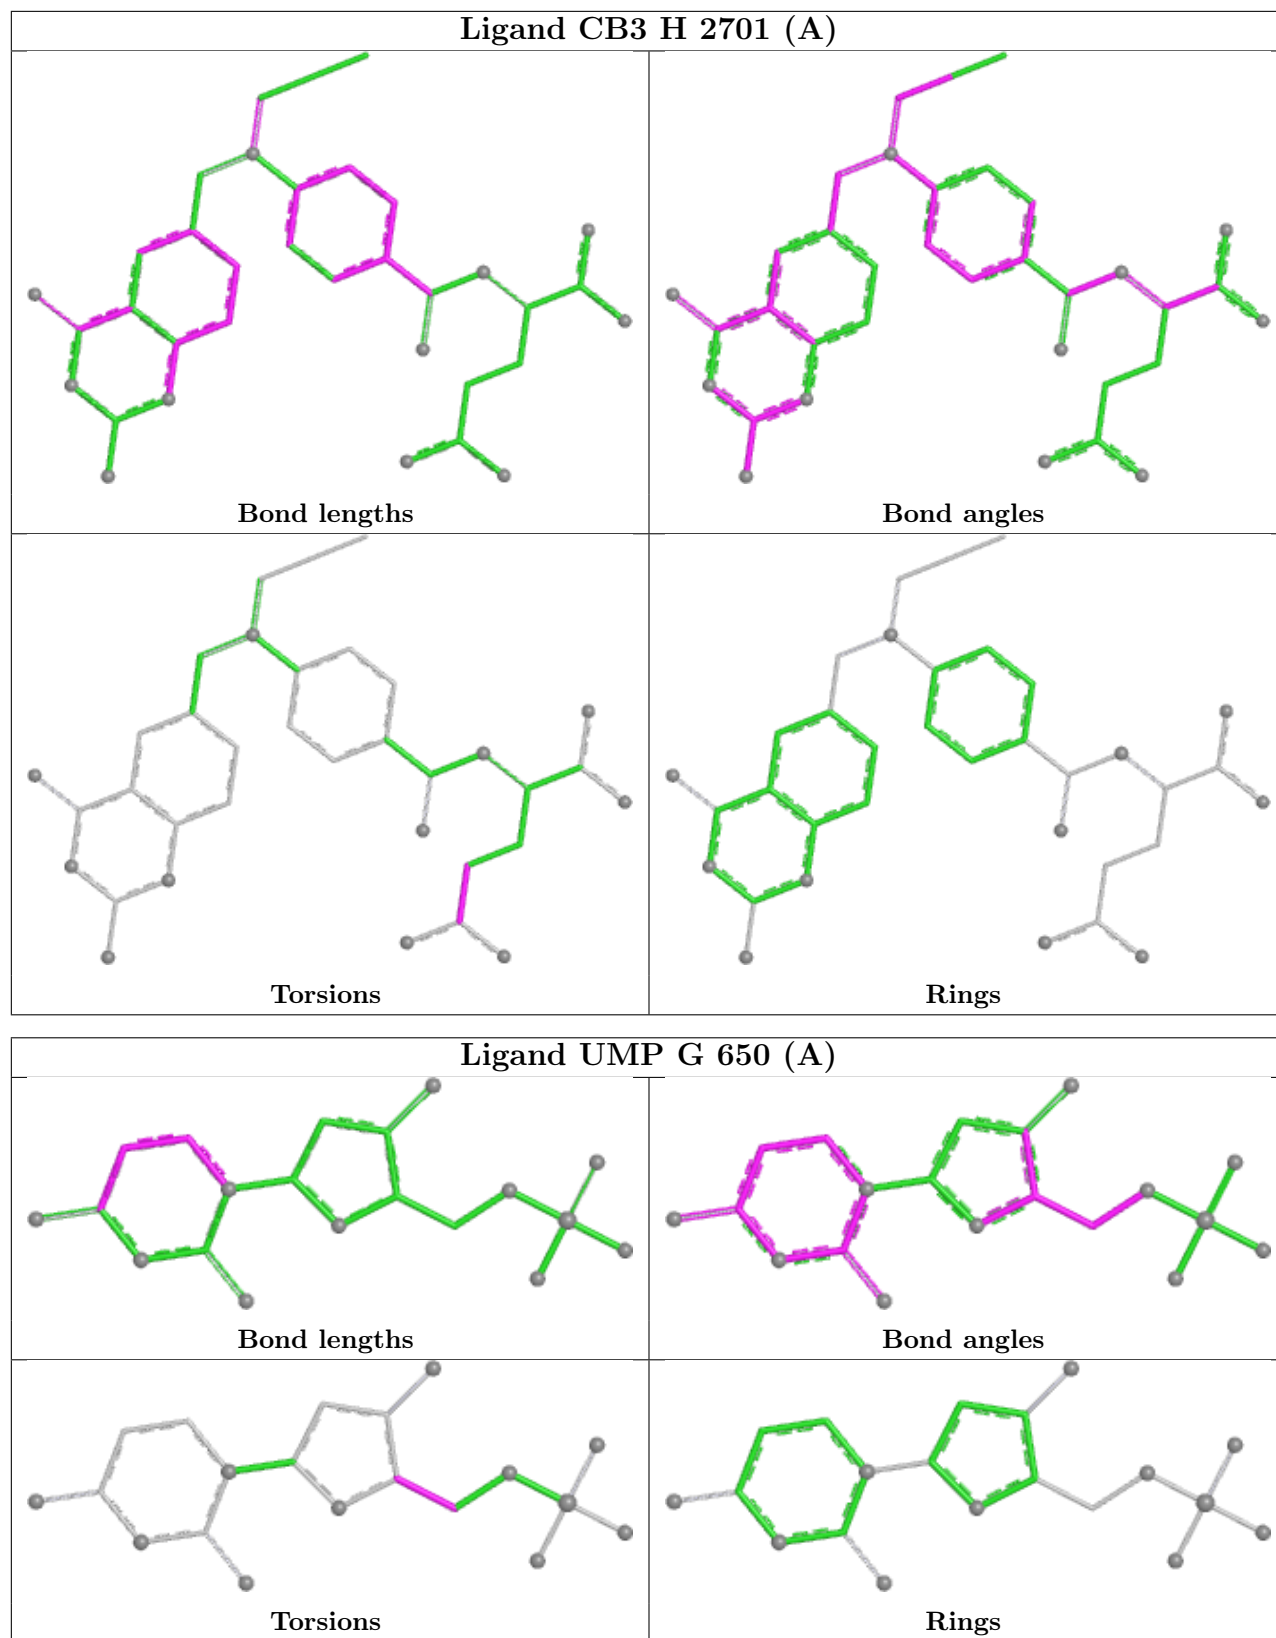 Ligand CB3 H 2701 (A)
Bond lengths
Bond angles
Torsions
Rings
Ligand UMP G 650 (A)
Bond lengths
Bond angles
Torsions
Rings